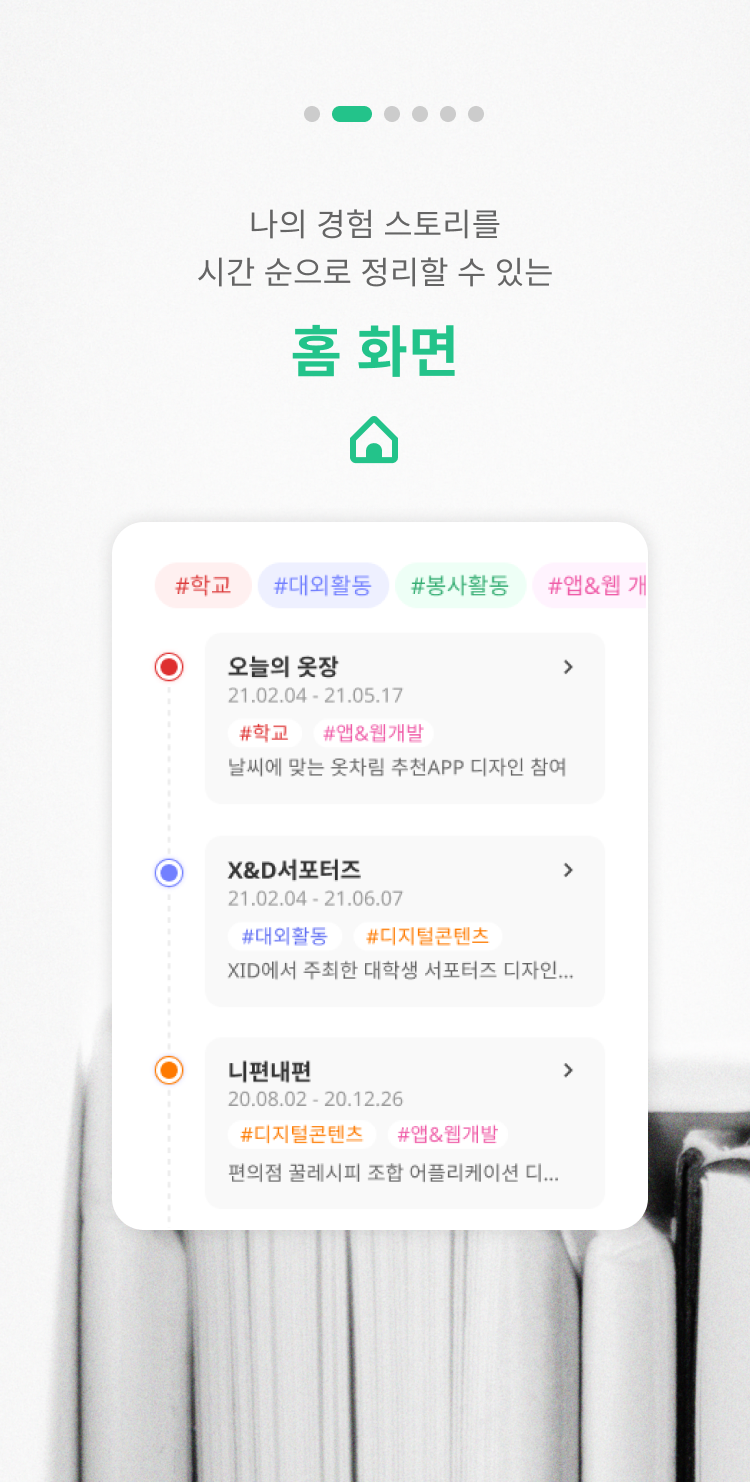 나의 경험 스토리를
시간 순으로 정리할 수 있는
홈 화면
#학교 #대외활동 #봉사활동 #앱&웹 개
오늘의 옷장
21.02.04 - 21.05.17
#학교 #앱&웹개발
날씨에 맞는 옷차림 추천APP 디자인 참여
X&D서포터즈
21.02.04 - 21.06.07
#대외활동 #디지털콘텐츠
XID에서 주최한 대학생 서포터즈 디자인...
니편내편
20.08.02 - 20.12.26
#디지털콘텐츠 #앱&웹개발
편의점 꿀레시피 조합 어플리케이션 디...